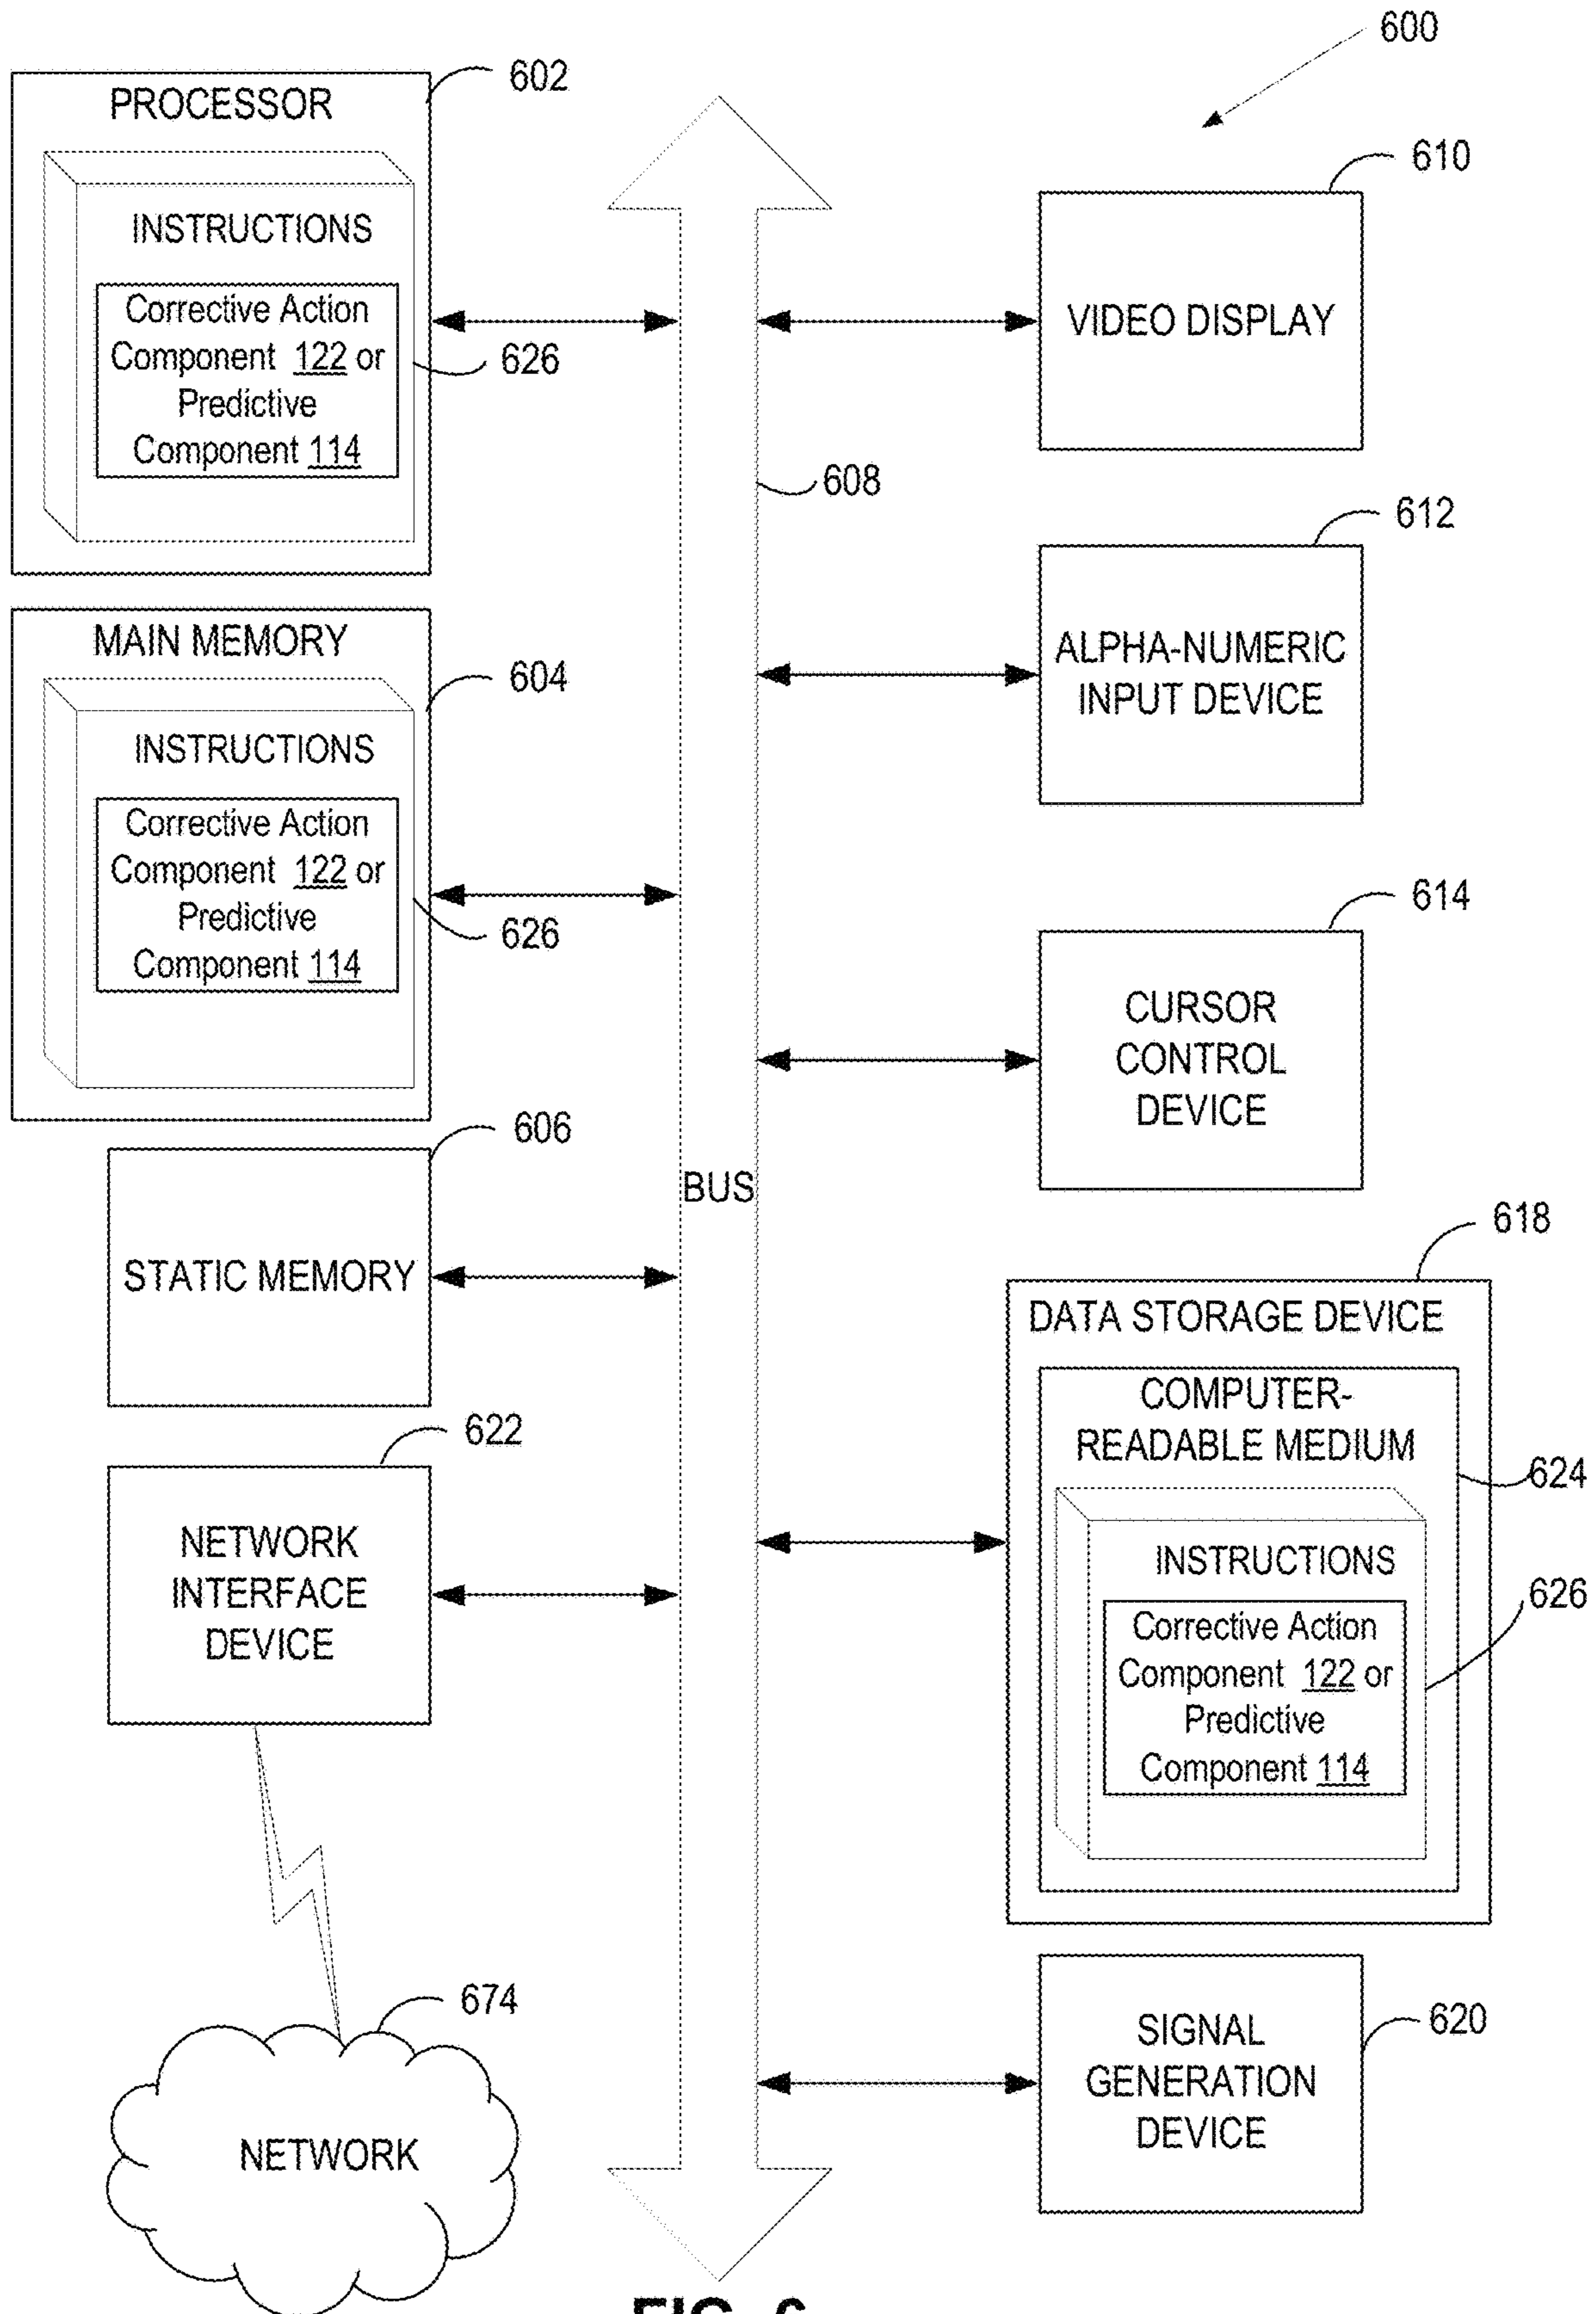 600
602
PROCESSOR
INSTRUCTIONS
Corrective Action
Component 122 or
Predictive
Component 114
626
MAIN MEMORY
604
INSTRUCTIONS
Corrective Action
Component 122 or
Predictive
Component 114
626
606
STATIC MEMORY
622
NETWORK
INTERFACE
DEVICE
674
NETWORK
608
BUS
610
VIDEO DISPLAY
612
ALPHA-NUMERIC
INPUT DEVICE
614
CURSOR
CONTROL
DEVICE
618
DATA STORAGE DEVICE
COMPUTER-
READABLE MEDIUM
624
INSTRUCTIONS
626
Corrective Action
Component 122 or
Predictive
Component 114
620
SIGNAL
GENERATION
DEVICE
FIG. 6